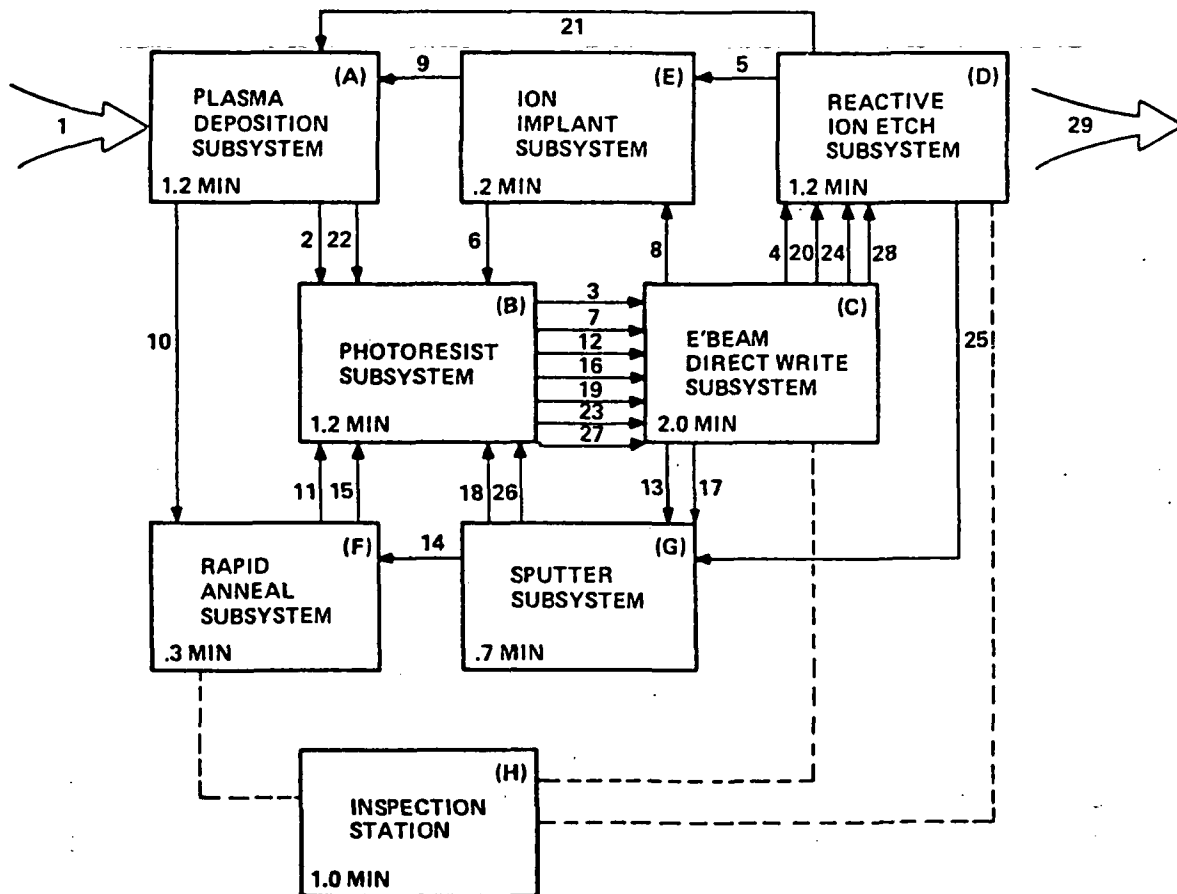 21
(A)
9
(E)
5
(D)
PLASMA
DEPOSITION
SUBSYSTEM
ION
IMPLANT
SUBSYSTEM
REACTIVE
ION ETCH
SUBSYSTEM
1
29
1.2 MIN
.2 MIN
1.2 MIN
2
22
6
8
4
20
24
28
(B)
3
(C)
7
10
12
25
PHOTORESIST
SUBSYSTEM
E'BEAM
DIRECT WRITE
SUBSYSTEM
16
19
23
27
1.2 MIN
2.0 MIN
11
15
18
26
13
17
(F)
14
(G)
RAPID
ANNEAL
SUBSYSTEM
SPUTTER
SUBSYSTEM
.3 MIN
.7 MIN
(H)
INSPECTION
STATION
1.0 MIN